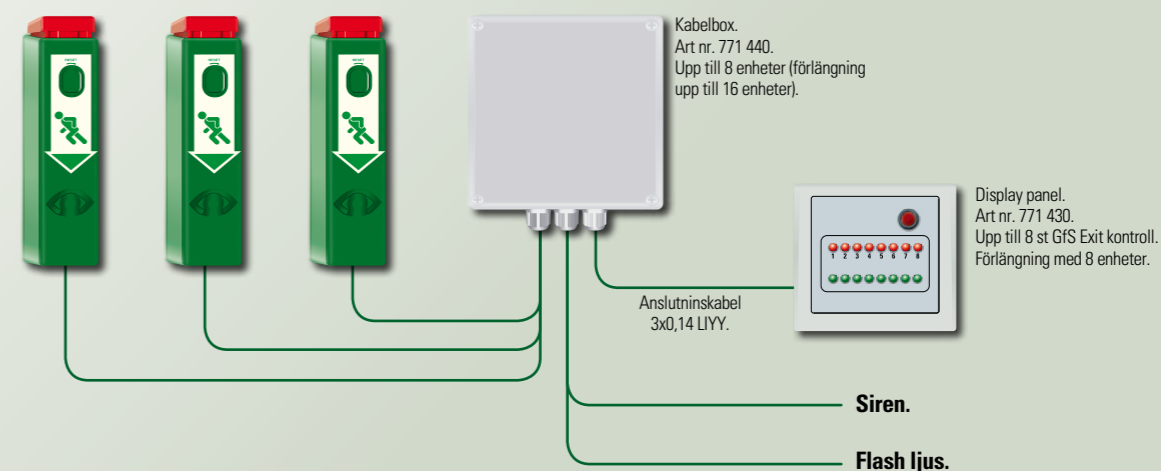 Kabelbox.
Art nr. 771 440.
Upp till 8 enheter (förlängning
upp till 16 enheter).
Display panel.
Art nr. 771 430.
Upp till 8 st GfS Exit kontroll.
Förlängning med 8 enheter.
1 2 3 4 5 6 7 8
Anslutninskabel
3x0,14 LIYY.
Siren.
Flash ljus.